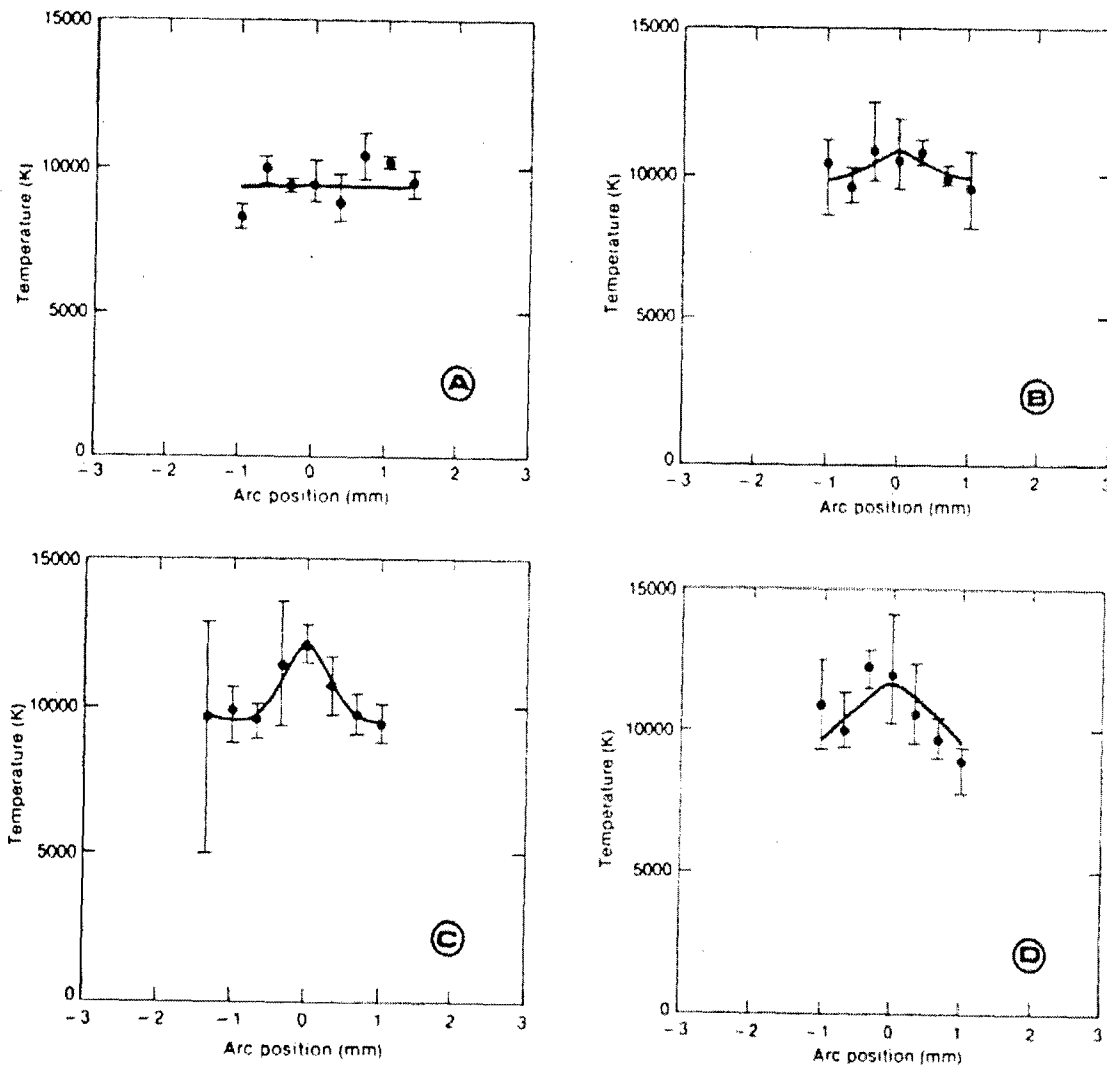 15000
10000
5000
0
Temperature (K)
A
-3 -2 -1 0 1 2 3
Arc position (mm)
15000
10000
5000
0
Temperature (K)
B
-3 -2 -1 0 1 2 3
Arc position (mm)
15000
10000
5000
0
Temperature (K)
C
-3 -2 -1 0 1 2 3
Arc position (mm)
15000
10000
5000
0
Temperature (K)
D
-3 -2 -1 0 1 2 3
Arc position (mm)